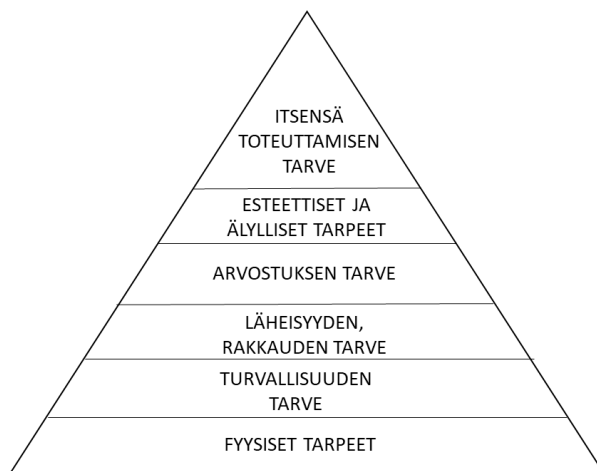 ITSENSÄ
TOTEUTTAMISEN
TARVE
ESTEETTISET JA
ÄLYLLISET TARPEET
ARVOSTUKSEN TARVE
LÄHEISYYDEN,
RAKKAUDEN TARVE
TURVALLISUUDEN
TARVE
FYYSISET TARPEET